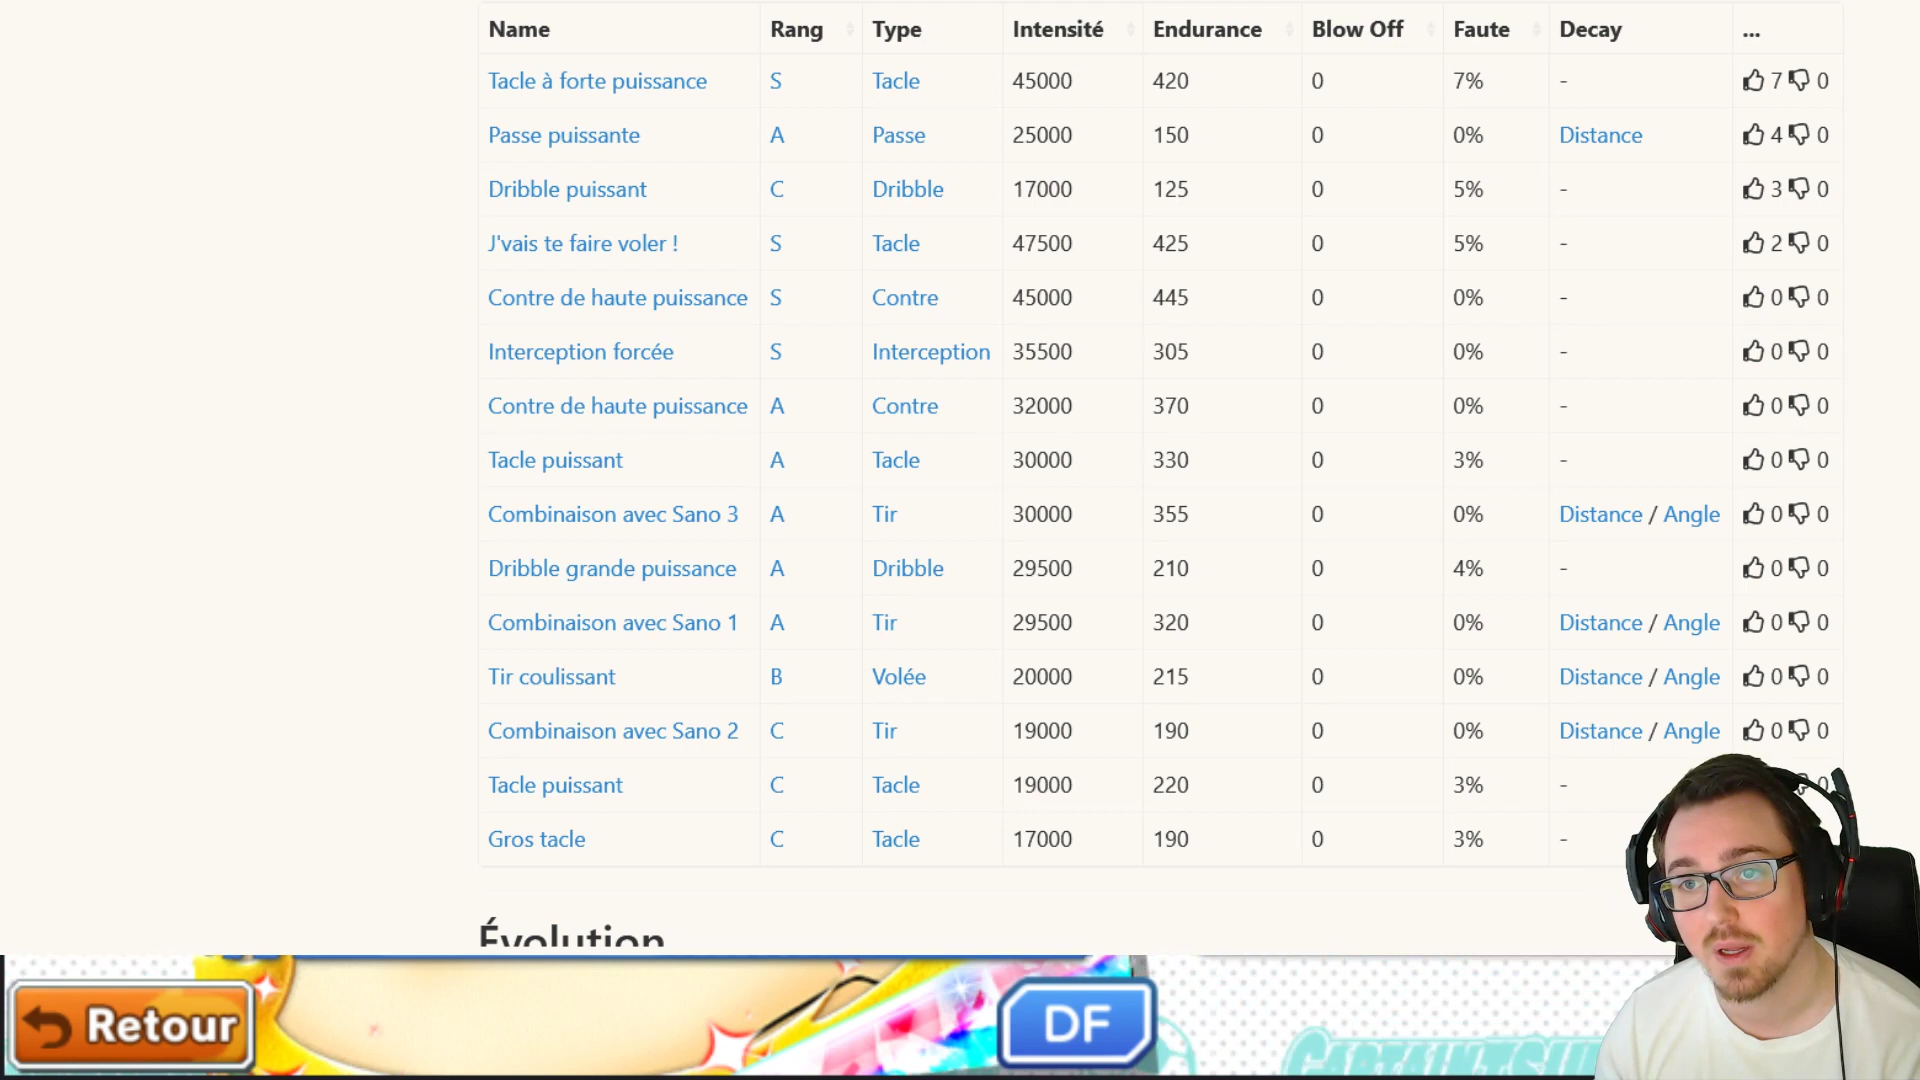 Name Rang Type Intensité Endurance Blow Off Faute Decay ...
Tacle à forte puissance S Tacle 45000 420 0 7% - 7 0
Passe puissante A Passe 25000 150 0 0% Distance 4 0
Dribble puissant C Dribble 17000 125 0 5% - 3 0
J'vais te faire voler ! S Tacle 47500 425 0 5% - 2 0
Contre de haute puissance S Contre 45000 445 0 0% - 0 0
Interception forcée S Interception 35500 305 0 0% - 0 0
Contre de haute puissance A Contre 32000 370 0 0% - 0 0
Tacle puissant A Tacle 30000 330 0 3% - 0 0
Combinaison avec Sano 3 A Tir 30000 355 0 0% Distance / Angle 0 0
Dribble grande puissance A Dribble 29500 210 0 4% - 0 0
Combinaison avec Sano 1 A Tir 29500 320 0 0% Distance / Angle 0 0
Tir coulissant B Volée 20000 215 0 0% Distance / Angle 0 0
Combinaison avec Sano 2 C Tir 19000 190 0 0% Distance / Angle 0 0
Tacle puissant C Tacle 19000 220 0 3% - 0
Gros tacle C Tacle 17000 190 0 3% -
Évolution
Retour
DF